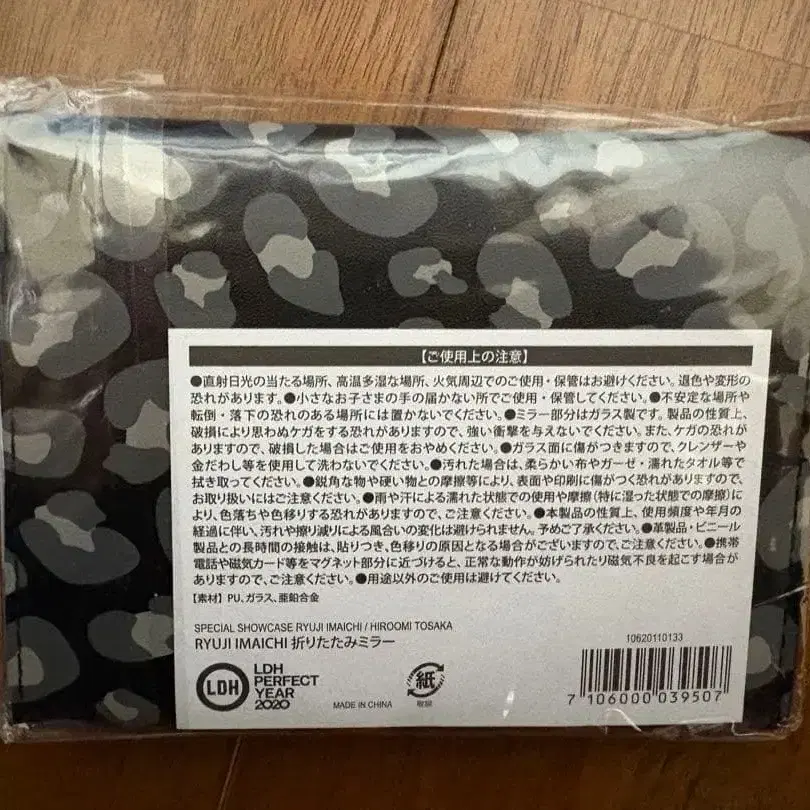 【ご使用上の注意】
●直射日光の当たる場所、高温多湿な場所、火気周辺でのご使用・保管はお避けください。退色や変形の
恐れがあります。●小さなお子さまの手の届かない所でご使用・保管してください。●不安定な場所や
転倒・落下の恐れのある場所には置かないでください。●ミラー部分はガラス製です。製品の性質上、
破損により思わぬケガをする恐れがありますので、強い衝撃を与えないでください。また、ケガの恐れが
ありますので、破損した場合はご使用をおやめください。●ガラス面に傷がつきますので、クレンザーや
金だわし等を使用して洗わないでください。●汚れた場合は、柔らかい布やガーゼ・濡れたタオル等で
拭き取ってください。●鋭角な物や硬い物との摩擦等により、表面や印刷に傷がつく恐れがありますので、
お取り扱いにはご注意ください。●雨や汗による濡れた状態での使用や摩擦(特に湿った状態での摩擦)に
より、色落ちや色移りする恐れがありますので、ご注意ください。●本製品の性質上、使用頻度や年月の
経過に伴い、汚れや擦り減りによる風合いの変化は避けられません。予めご了承ください。●革製品・ビニール
製品との長時間の接触は、貼りつき、色移りの原因となる場合がございますので、ご注意ください。●携帯
電話や磁気カード等をマグネット部分に近づけると、正常な動作が妨げられたり磁気不良を起こす場合が
ありますので、ご注意ください。●用途以外のご使用は避けてください。
【素材】PU、ガラス、亜鉛合金
SPECIAL SHOWCASE RYUJI IMAICHI / HIROOMI TOSAKA
RYUJI IMAICHI 折りたたみミラー
10620110133
LDH
LDH
PERFECT
YEAR
2020
MADE IN CHINA
紙
取説
7 106000 039507